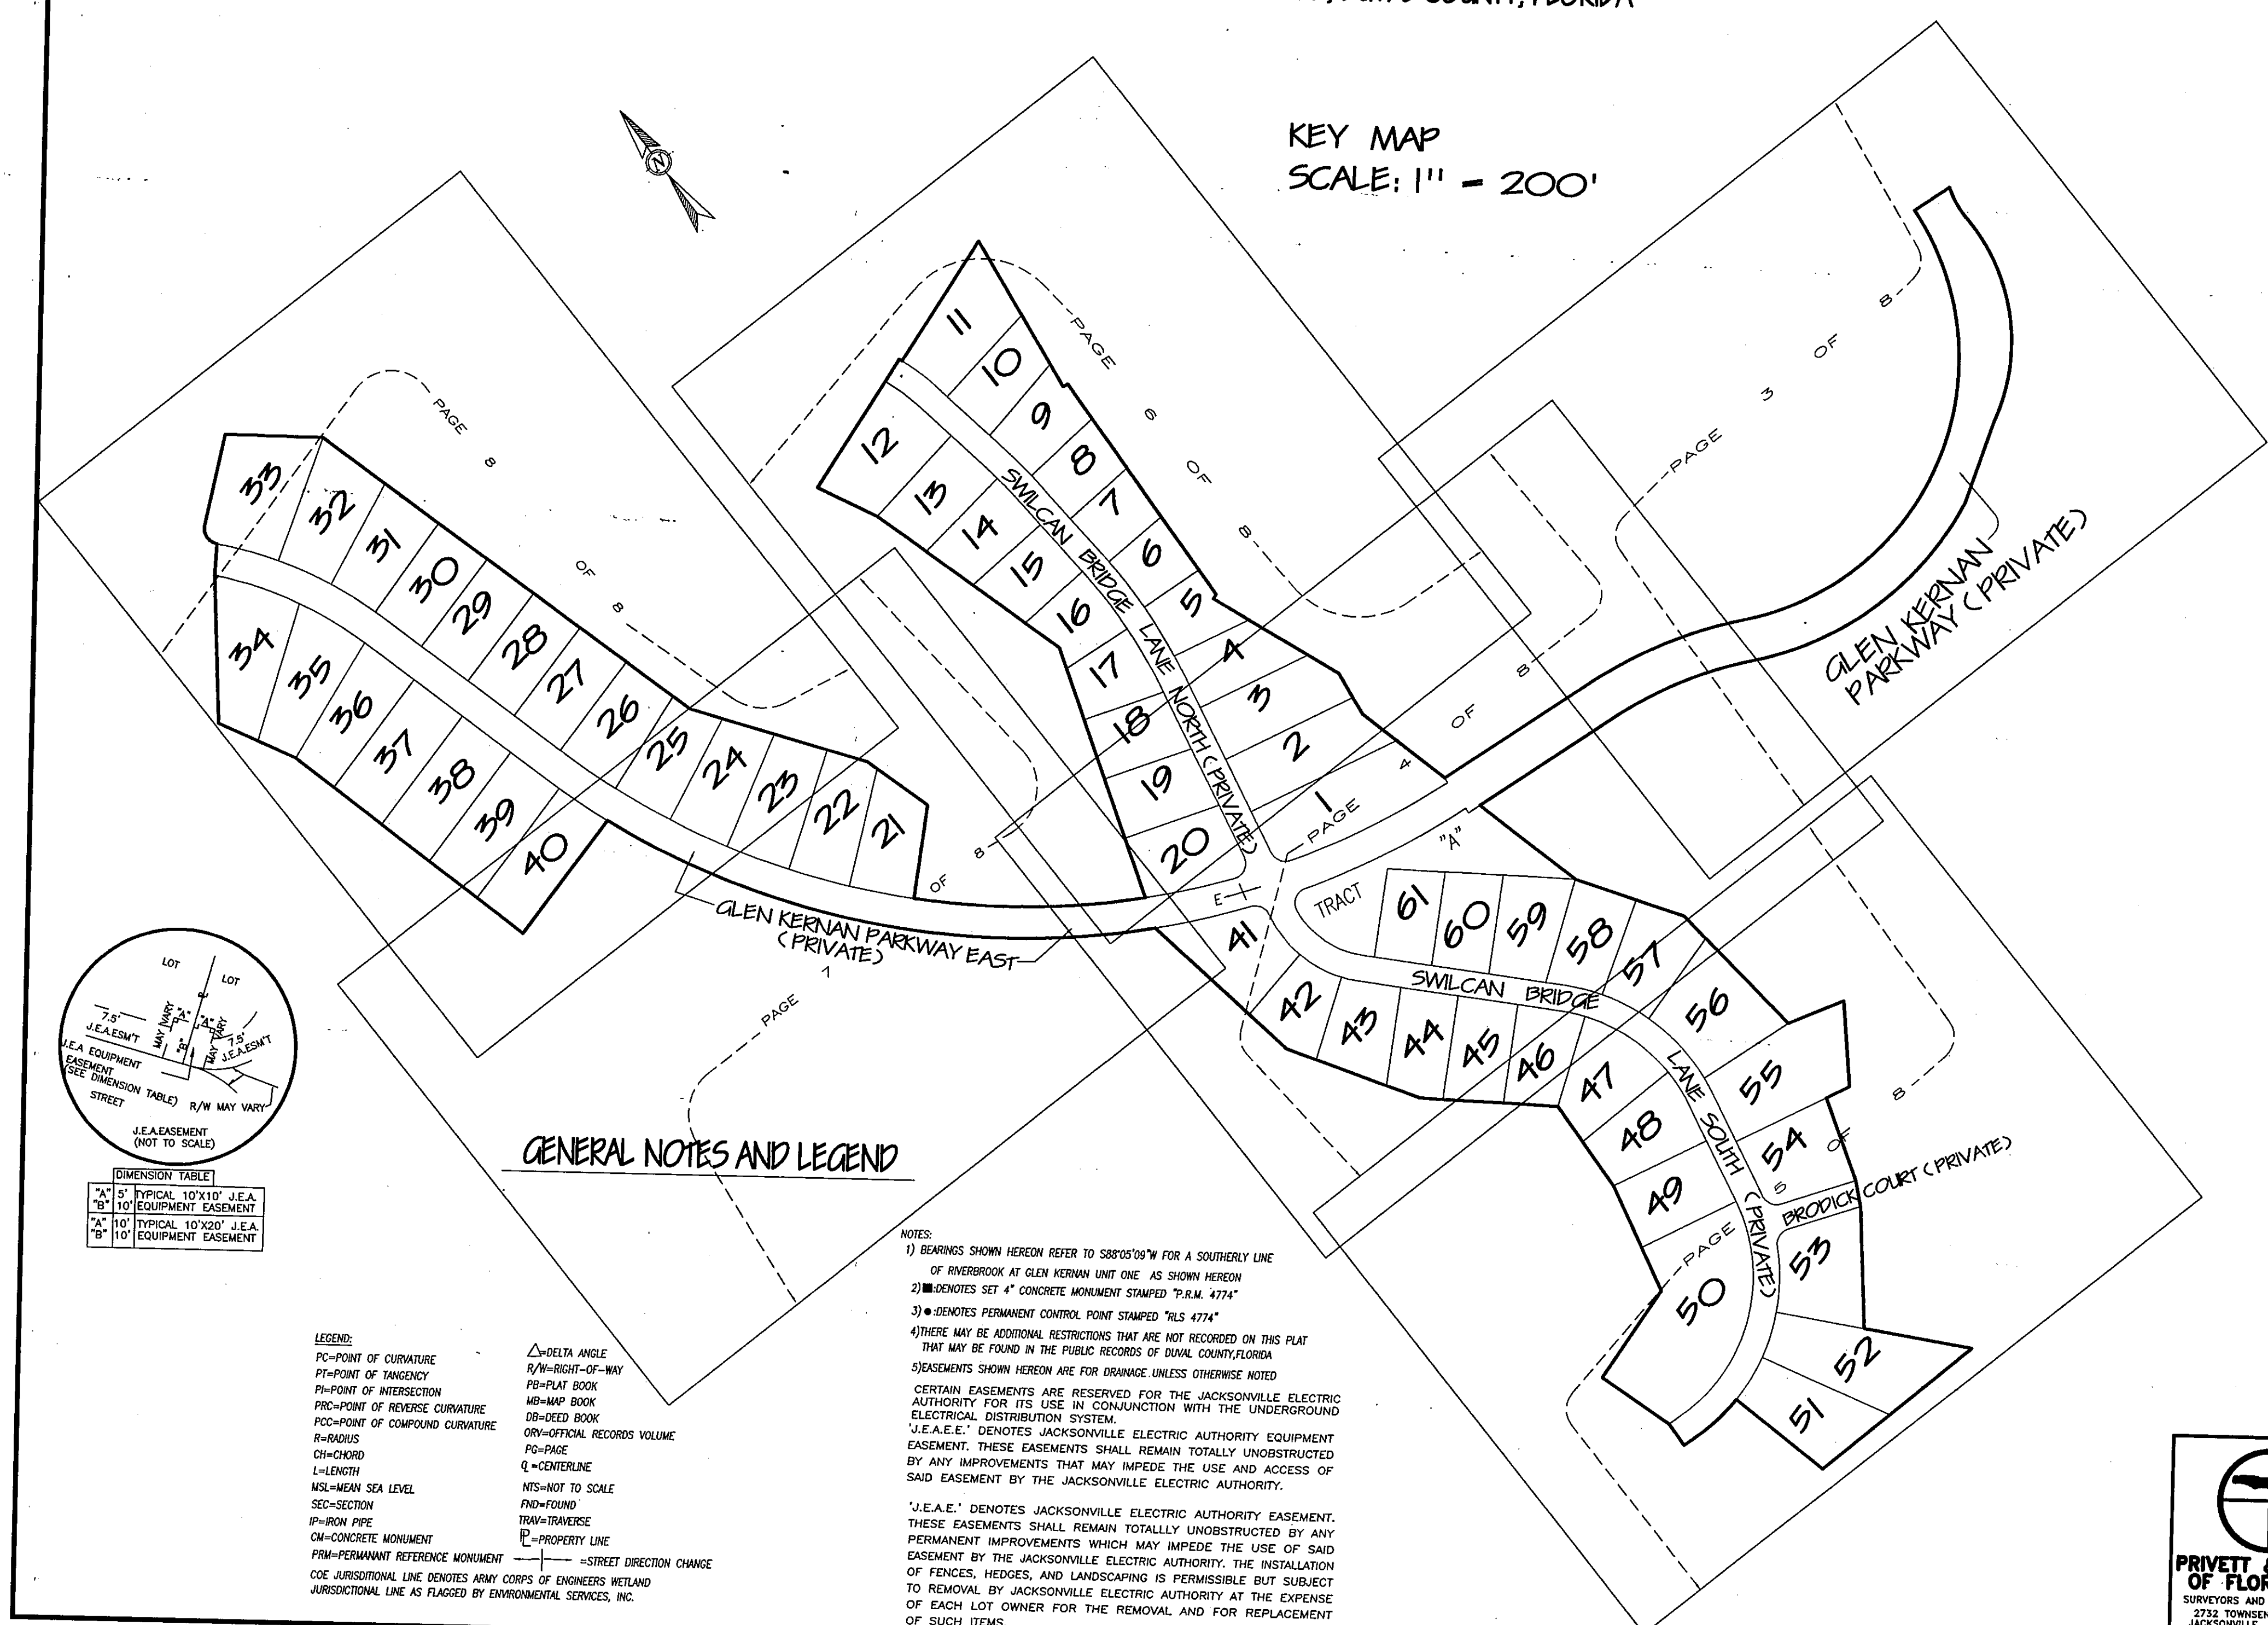 COUNTY, FLORIDA
KEY MAP
SCALE: 1" = 200'
N
PAGE 8 OF 8
PAGE 6 OF 8
PAGE 3 OF 8
PAGE 4 OF 8
PAGE 7 OF 8
PAGE 5 OF 8
11
10
9
8
7
6
5
4
3
2
1
12
13
14
15
16
17
18
19
20
SWILCAN BRIDGE LANE NORTH (PRIVATE)
33
32
31
30
29
28
27
26
25
24
23
22
21
34
35
36
37
38
39
40
GLEN KERNAN PARKWAY EAST
(PRIVATE)
GLEN KERNAN
PARKWAY (PRIVATE)
E
TRACT "A"
61
60
59
58
57
56
55
54
53
52
51
41
42
43
44
45
46
47
48
49
50
SWILCAN BRIDGE LANE SOUTH (PRIVATE)
BRODICK COURT (PRIVATE)
LOT
LOT
7.5'
J.E.A.ESM'T
MAY VARY
"A"
"A"
"B"
MAY VARY
7.5'
J.E.A.ESM'T
J.E.A EQUIPMENT
EASEMENT
(SEE DIMENSION TABLE)
STREET
R/W MAY VARY
J.E.A.EASEMENT
(NOT TO SCALE)
DIMENSION TABLE
"A" 5' TYPICAL 10'X10' J.E.A.
"B" 10' EQUIPMENT EASEMENT
"A" 10' TYPICAL 10'X20' J.E.A.
"B" 10' EQUIPMENT EASEMENT
GENERAL NOTES AND LEGEND
LEGEND:
PC=POINT OF CURVATURE
PT=POINT OF TANGENCY
PI=POINT OF INTERSECTION
PRC=POINT OF REVERSE CURVATURE
PCC=POINT OF COMPOUND CURVATURE
R=RADIUS
CH=CHORD
L=LENGTH
MSL=MEAN SEA LEVEL
SEC=SECTION
IP=IRON PIPE
CM=CONCRETE MONUMENT
PRM=PERMANANT REFERENCE MONUMENT
△=DELTA ANGLE
R/W=RIGHT-OF-WAY
PB=PLAT BOOK
MB=MAP BOOK
DB=DEED BOOK
ORV=OFFICIAL RECORDS VOLUME
PG=PAGE
℄=CENTERLINE
NTS=NOT TO SCALE
FND=FOUND
TRAV=TRAVERSE
PL=PROPERTY LINE
=STREET DIRECTION CHANGE
COE JURISDITIONAL LINE DENOTES ARMY CORPS OF ENGINEERS WETLAND
JURISDICTIONAL LINE AS FLAGGED BY ENVIRONMENTAL SERVICES, INC.
NOTES:
1) BEARINGS SHOWN HEREON REFER TO S88°05'09"W FOR A SOUTHERLY LINE
OF RIVERBROOK AT GLEN KERNAN UNIT ONE AS SHOWN HEREON
2)■:DENOTES SET 4" CONCRETE MONUMENT STAMPED "P.R.M. 4774"
3)●:DENOTES PERMANENT CONTROL POINT STAMPED "RLS 4774"
4)THERE MAY BE ADDITIONAL RESTRICTIONS THAT ARE NOT RECORDED ON THIS PLAT
THAT MAY BE FOUND IN THE PUBLIC RECORDS OF DUVAL COUNTY,FLORIDA
5)EASEMENTS SHOWN HEREON ARE FOR DRAINAGE UNLESS OTHERWISE NOTED
CERTAIN EASEMENTS ARE RESERVED FOR THE JACKSONVILLE ELECTRIC
AUTHORITY FOR ITS USE IN CONJUNCTION WITH THE UNDERGROUND
ELECTRICAL DISTRIBUTION SYSTEM.
'J.E.A.E.E.' DENOTES JACKSONVILLE ELECTRIC AUTHORITY EQUIPMENT
EASEMENT. THESE EASEMENTS SHALL REMAIN TOTALLY UNOBSTRUCTED
BY ANY IMPROVEMENTS THAT MAY IMPEDE THE USE AND ACCESS OF
SAID EASEMENT BY THE JACKSONVILLE ELECTRIC AUTHORITY.
'J.E.A.E.' DENOTES JACKSONVILLE ELECTRIC AUTHORITY EASEMENT.
THESE EASEMENTS SHALL REMAIN TOTALLLY UNOBSTRUCTED BY ANY
PERMANENT IMPROVEMENTS WHICH MAY IMPEDE THE USE OF SAID
EASEMENT BY THE JACKSONVILLE ELECTRIC AUTHORITY. THE INSTALLATION
OF FENCES, HEDGES, AND LANDSCAPING IS PERMISSIBLE BUT SUBJECT
TO REMOVAL BY JACKSONVILLE ELECTRIC AUTHORITY AT THE EXPENSE
OF EACH LOT OWNER FOR THE REMOVAL AND FOR REPLACEMENT
OF SUCH ITEMS
PRIVETT
OF FLOR
SURVEYORS AND
2732 TOWNSEN
JACKSONVILLE